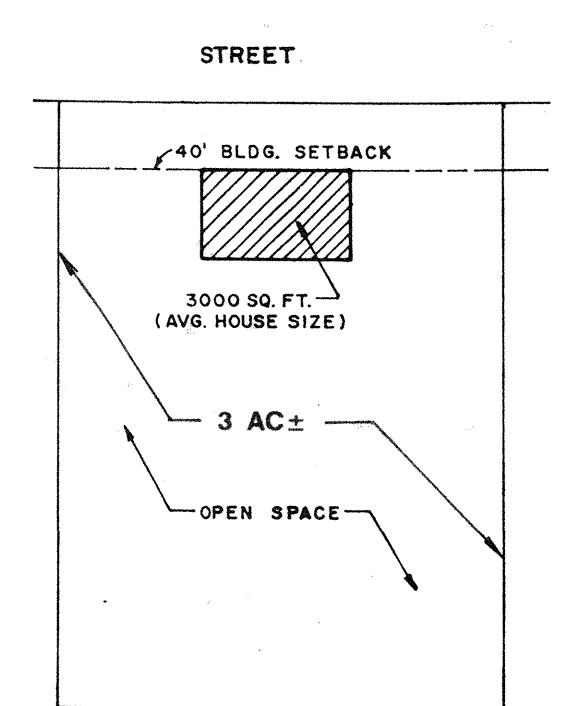 STREET
40' BLDG. SETBACK
3000 SQ. FT.
(AVG. HOUSE SIZE)
3 AC±
OPEN SPACE